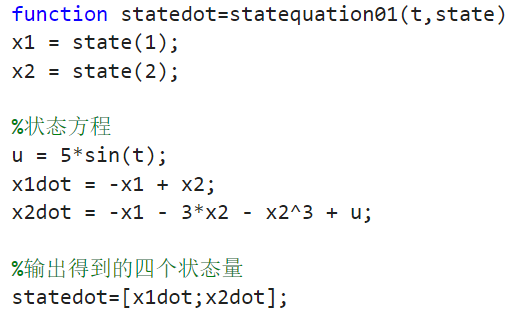 function statedot=statequation01(t,state)
x1 = state(1);
x2 = state(2);
%状态方程
u = 5*sin(t);
x1dot = -x1 + x2;
x2dot = -x1 - 3*x2 - x2^3 + u;
%输出得到的四个状态量
statedot=[x1dot;x2dot];